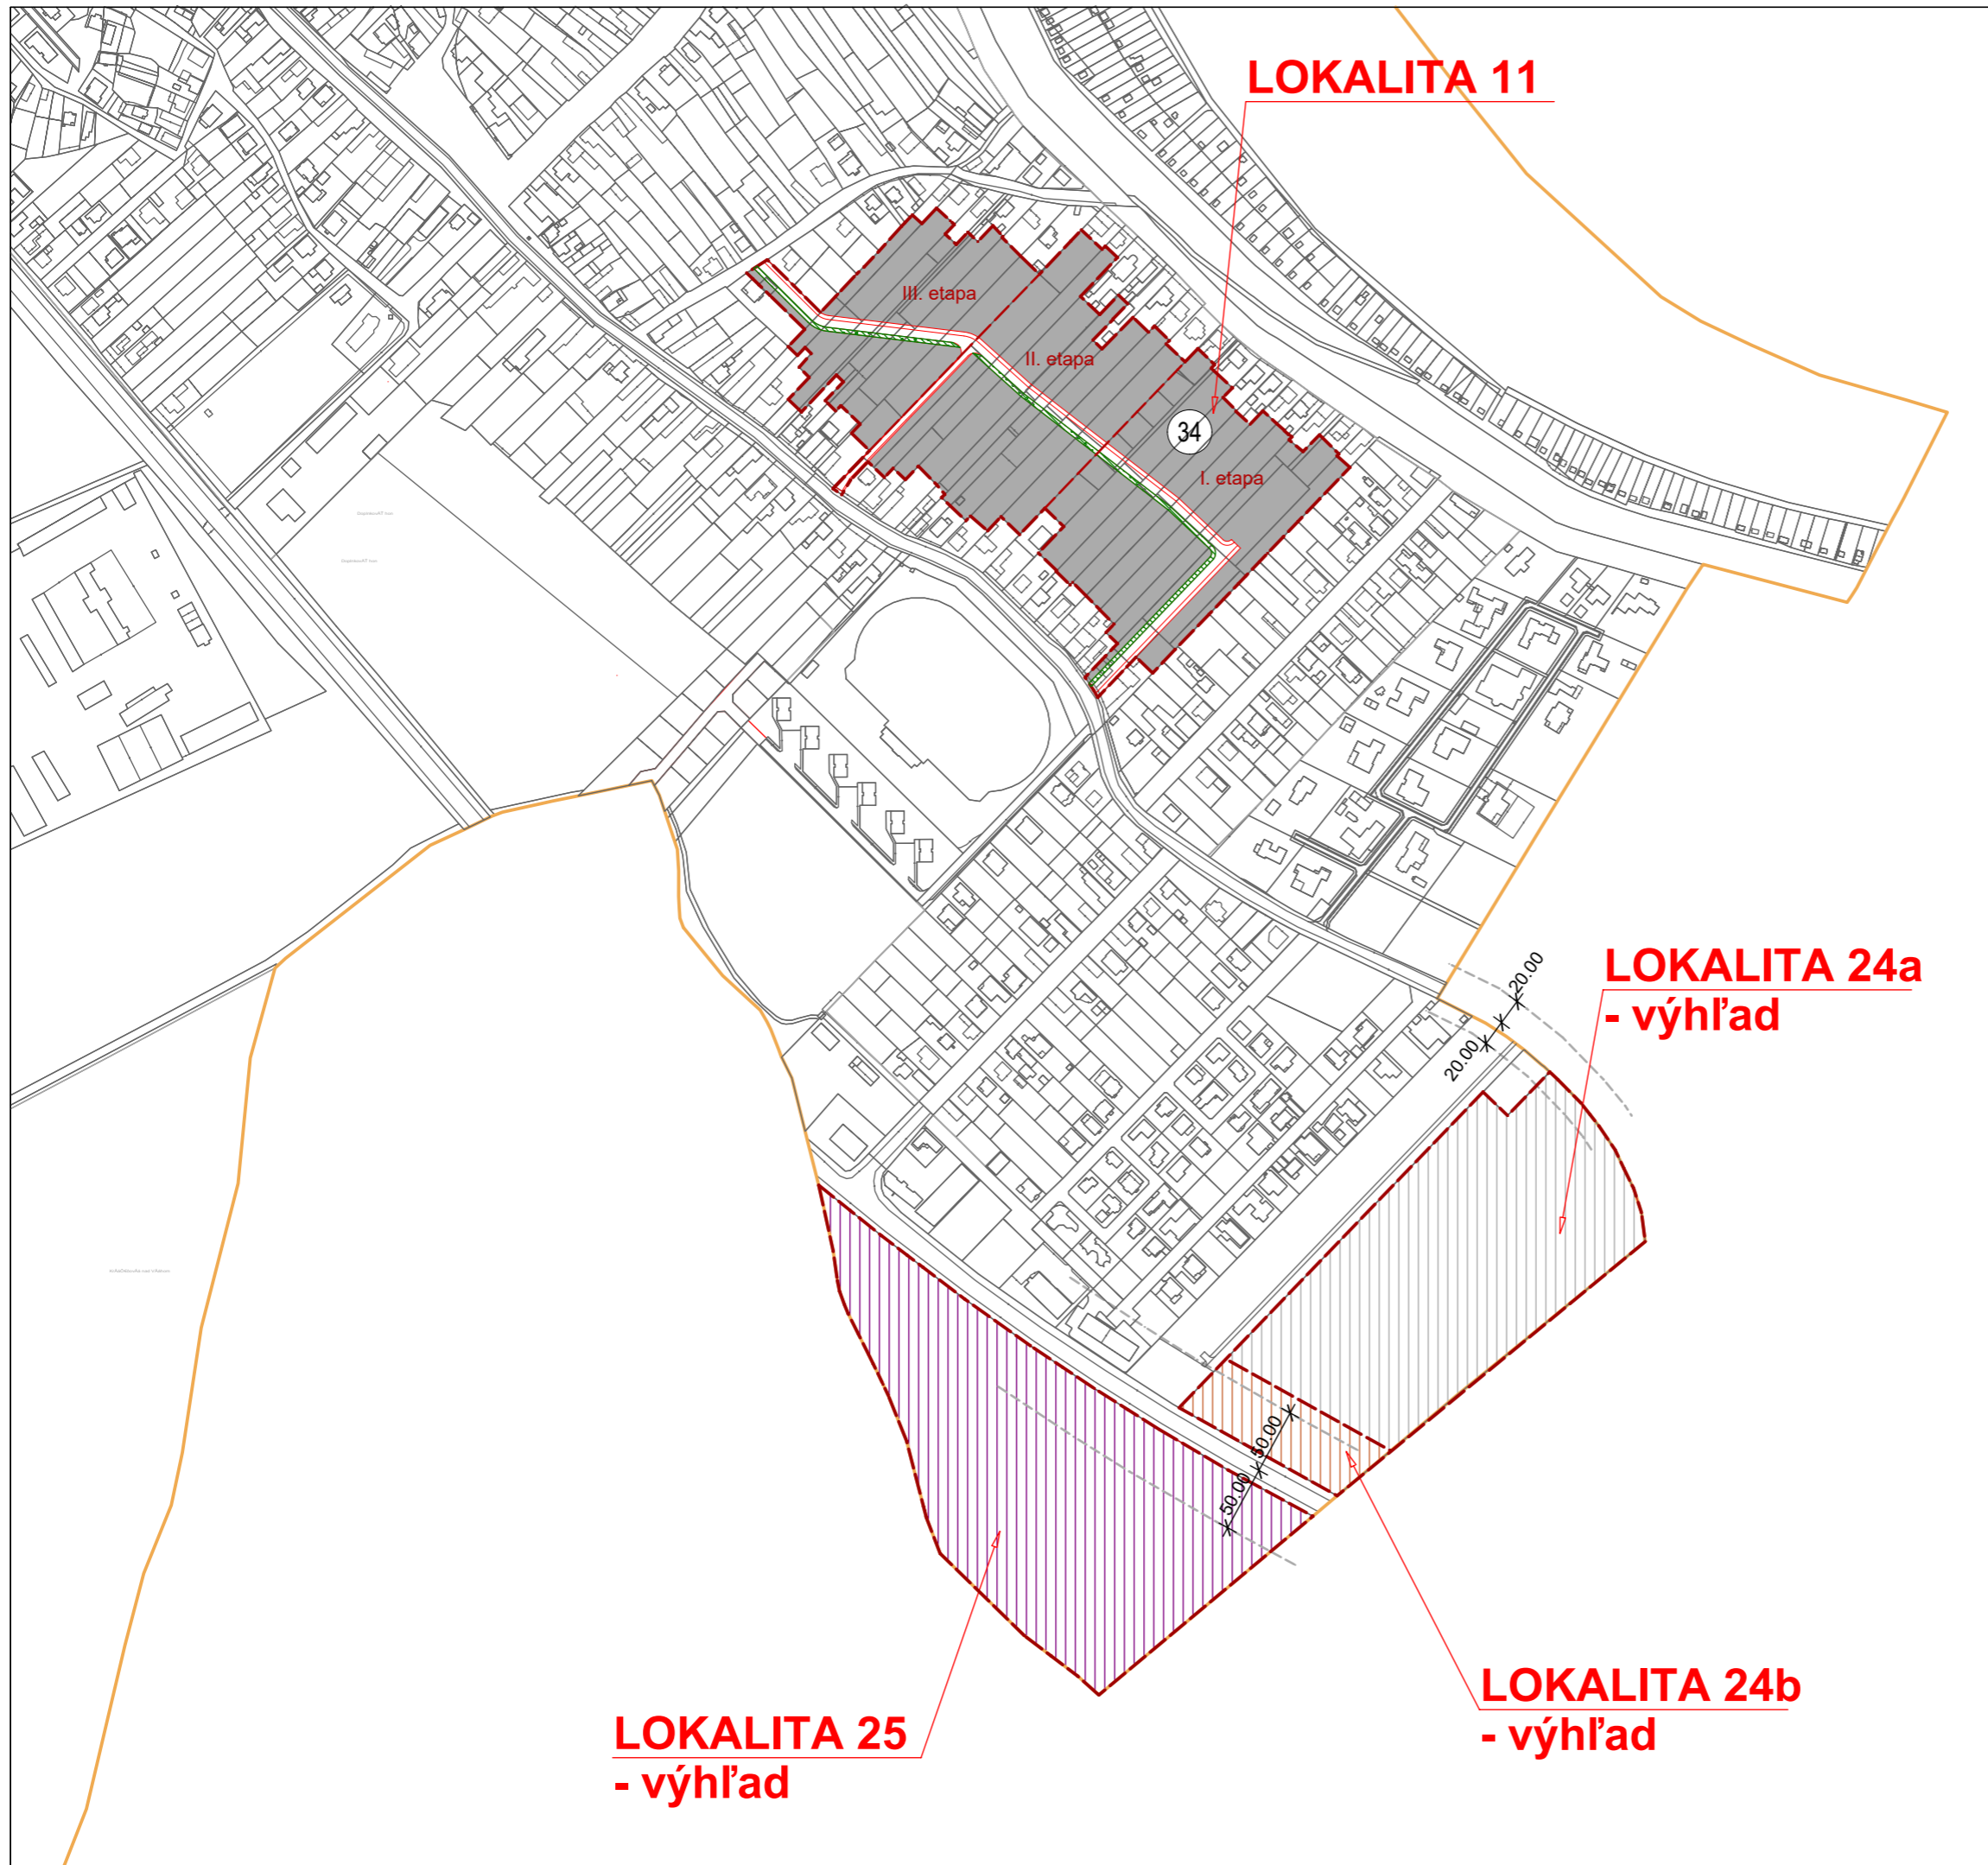 LOKALITA 11
III. etapa
II. etapa
34
I. etapa
LOKALITA 24a
- výhľad
20.00
20.00
50.00
50.00
LOKALITA 24b
- výhľad
LOKALITA 25
- výhľad